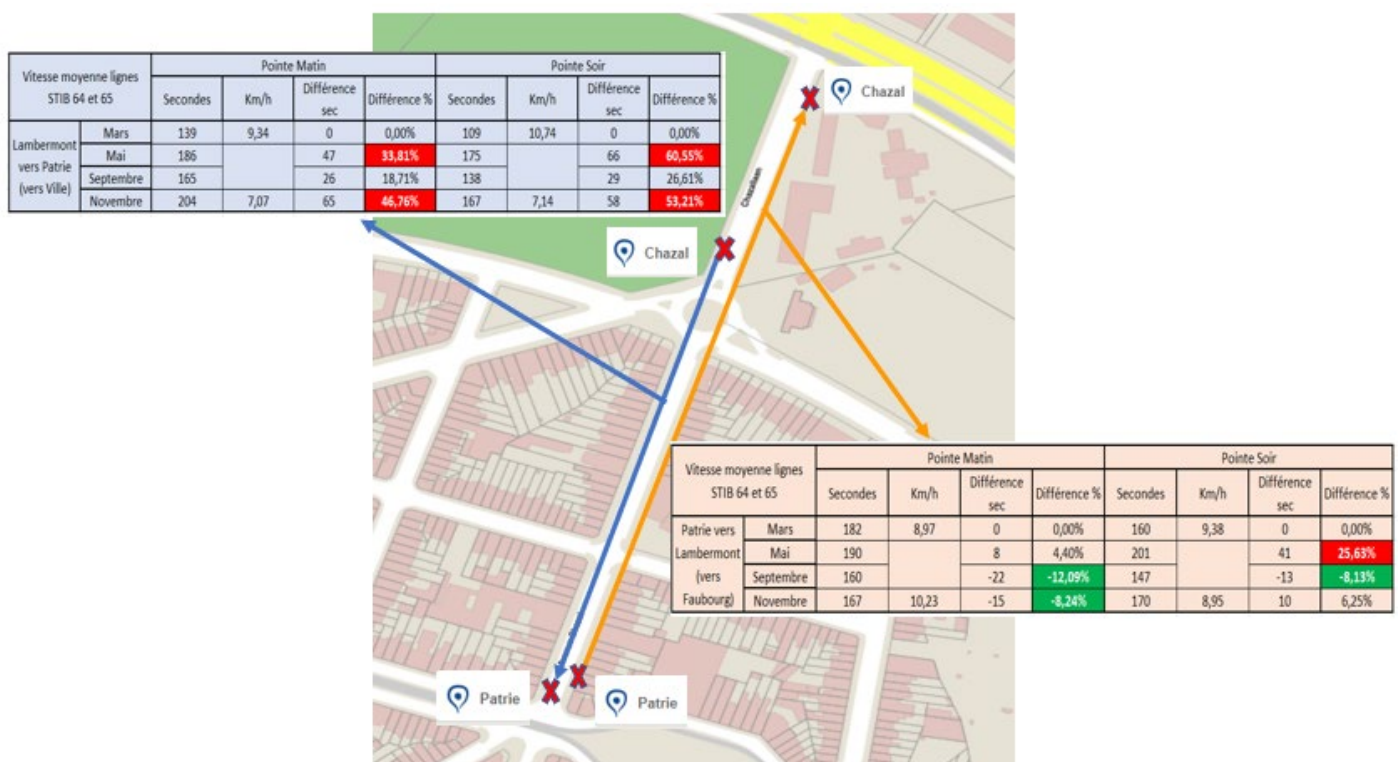 Vitesse moyenne lignes STIB 64 et 65 Pointe Matin Pointe Soir
Secondes Km/h Différence sec Différence % Secondes Km/h Différence sec Différence %
Lambermont vers Patrie (vers Ville)
Mars 139 9,34 0 0,00% 109 10,74 0 0,00%
Mai 186 47 33,81% 175 66 60,55%
Septembre 165 26 18,71% 138 29 26,61%
Novembre 204 7,07 65 46,76% 167 7,14 58 53,21%
Chazal
Chazallaan
Chazal
Vitesse moyenne lignes STIB 64 et 65 Pointe Matin Pointe Soir
Secondes Km/h Différence sec Différence % Secondes Km/h Différence sec Différence %
Patrie vers Lambermont (vers Faubourg)
Mars 182 8,97 0 0,00% 160 9,38 0 0,00%
Mai 190 8 4,40% 201 41 25,63%
Septembre 160 -22 -12,09% 147 -13 -8,13%
Novembre 167 10,23 -15 -8,24% 170 8,95 10 6,25%
Patrie
Patrie